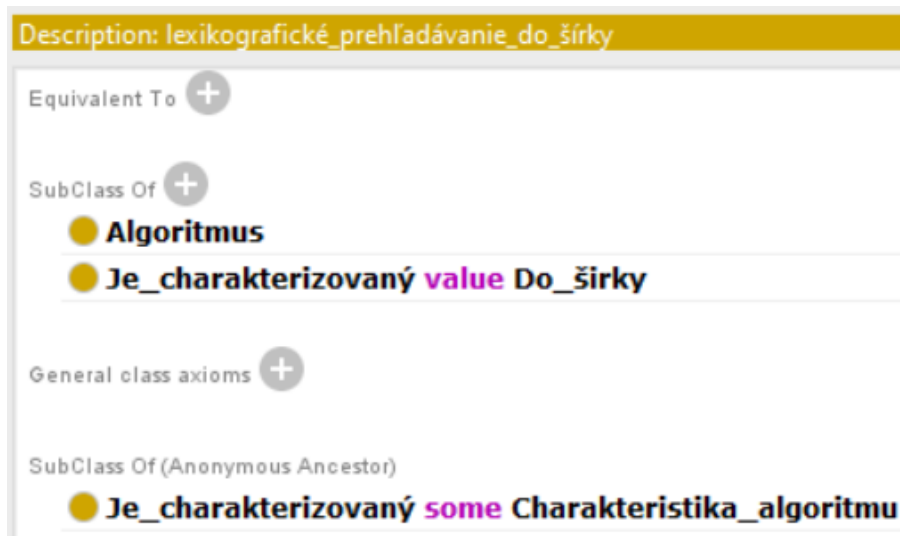 Description: lexikografické_prehľadávanie_do_šírky
Equivalent To
SubClass Of
Algoritmus
Je_charakterizovaný value Do_širky
General class axioms
SubClass Of (Anonymous Ancestor)
Je_charakterizovaný some Charakteristika_algoritmu